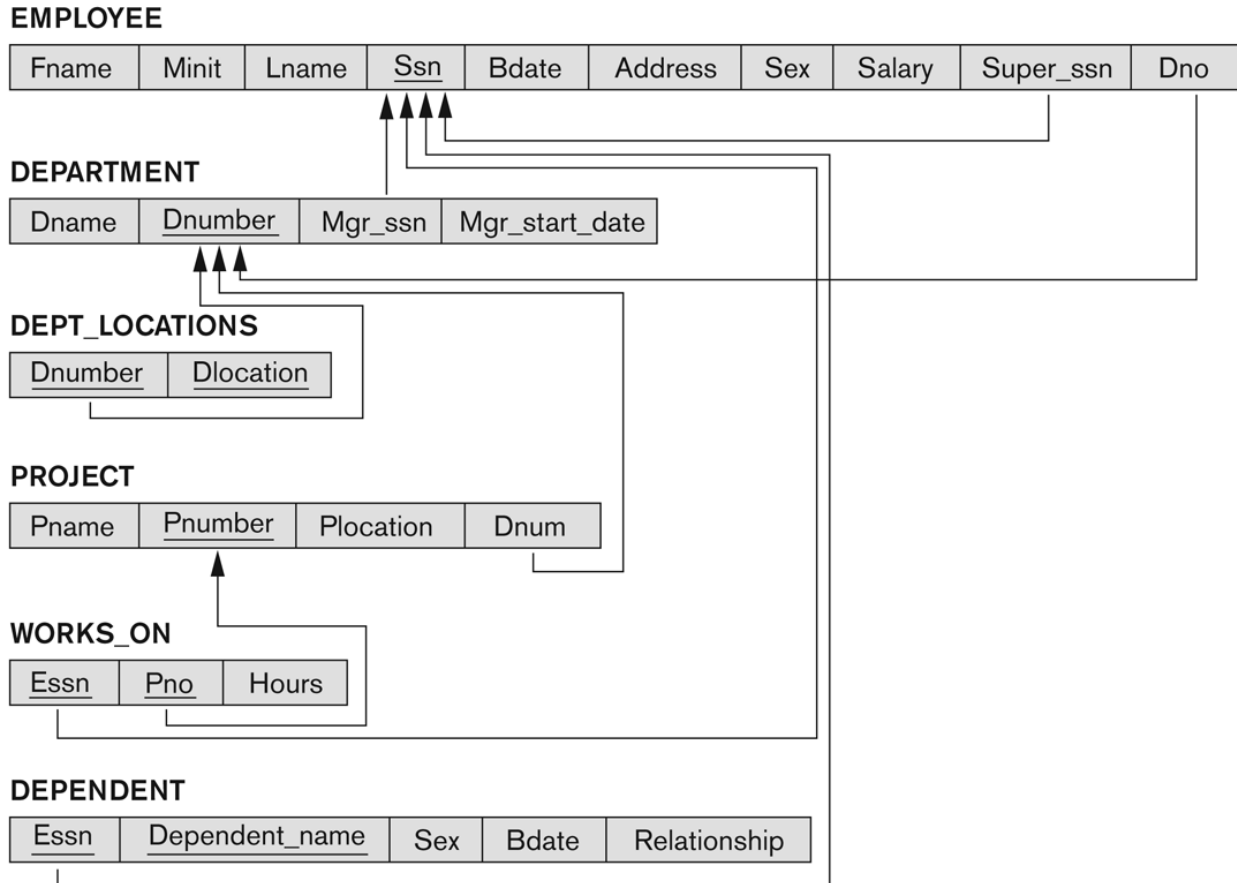 EMPLOYEE
Fname Minit Lname Ssn Bdate Address Sex Salary Super_ssn Dno
DEPARTMENT
Dname Dnumber Mgr_ssn Mgr_start_date
DEPT_LOCATIONS
Dnumber Dlocation
PROJECT
Pname Pnumber Plocation Dnum
WORKS_ON
Essn Pno Hours
DEPENDENT
Essn Dependent_name Sex Bdate Relationship